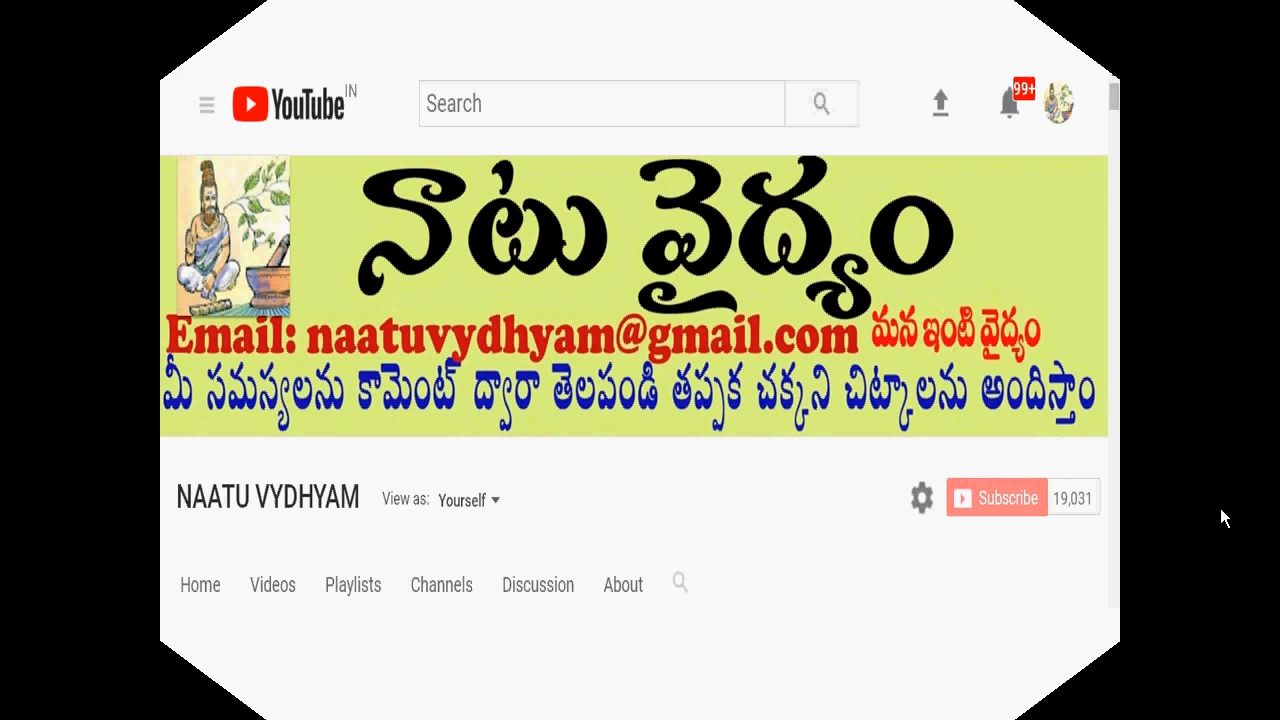 YouTube IN
Search
99+
నాటు వైద్యం
Email: naatuvydhyam@gmail.com మన ఇంటి వైద్యం
మీ సమస్యలను కామెంట్ ద్వారా తెలపండి తప్పక చక్కని చిట్కాలను అందిస్తాం
NAATU VYDHYAM View as: Yourself
Subscribe 19,031
Home Videos Playlists Channels Discussion About